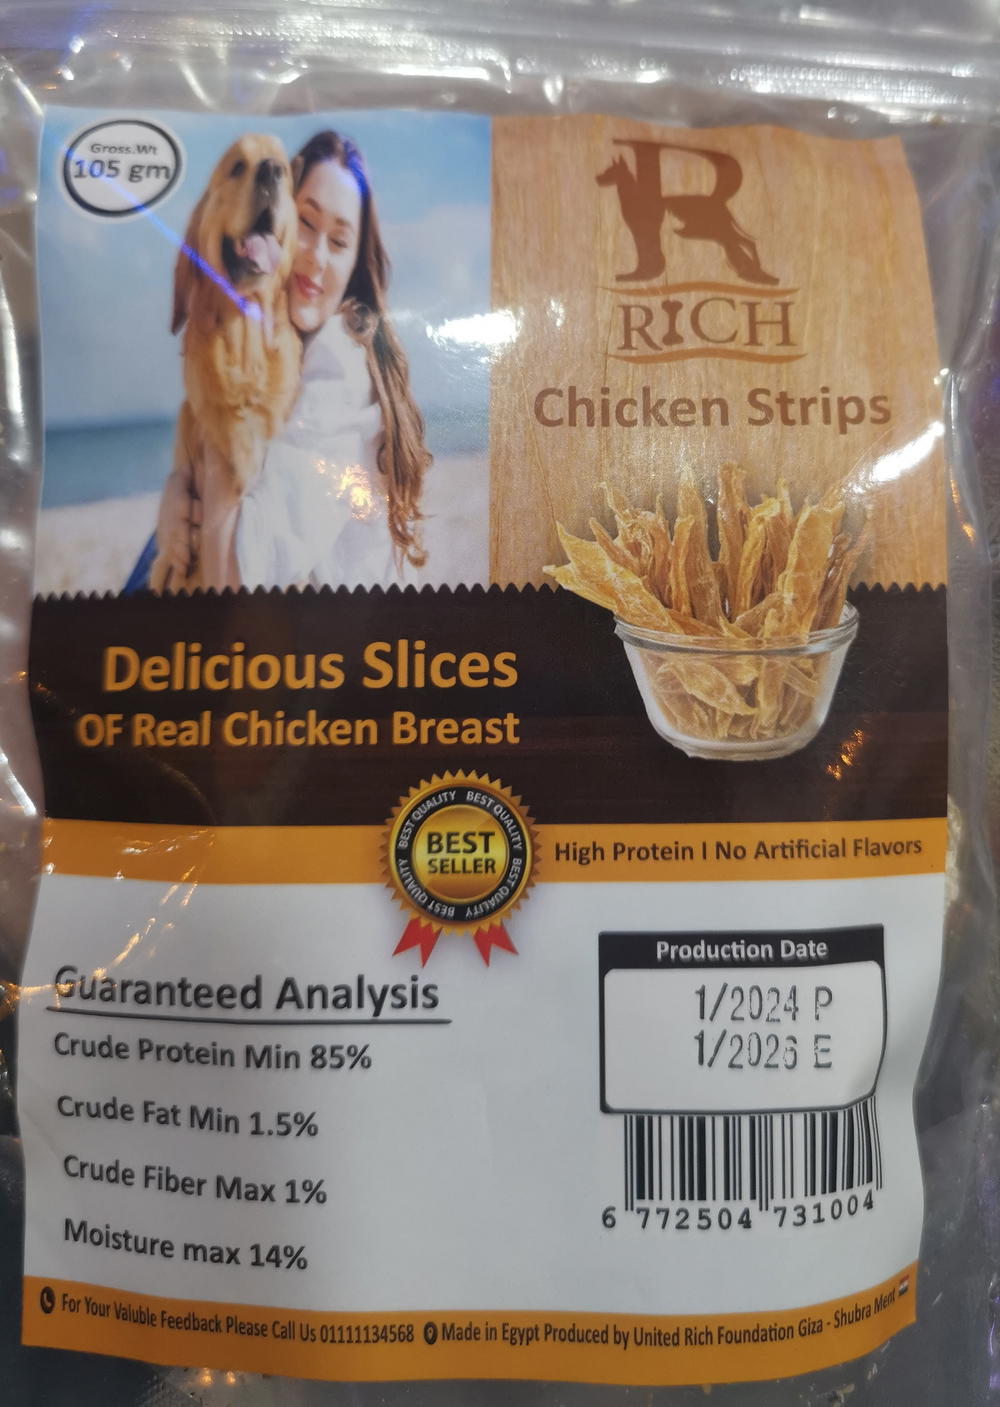 Gross.Wt
105 gm
R
RICH
Chicken Strips
Delicious Slices
OF Real Chicken Breast
BEST QUALITY BEST QUALITY BEST QUALITY BEST QUALITY
BEST
SELLER
High Protein I No Artificial Flavors
Guaranteed Analysis
Crude Protein Min 85%
Crude Fat Min 1.5%
Crude Fiber Max 1%
Moisture max 14%
Production Date
1/2024 P
1/2026 E
6 772504 731004
For Your Valuble Feedback Please Call Us 01111134568 Made in Egypt Produced by United Rich Foundation Giza - Shubra Ment